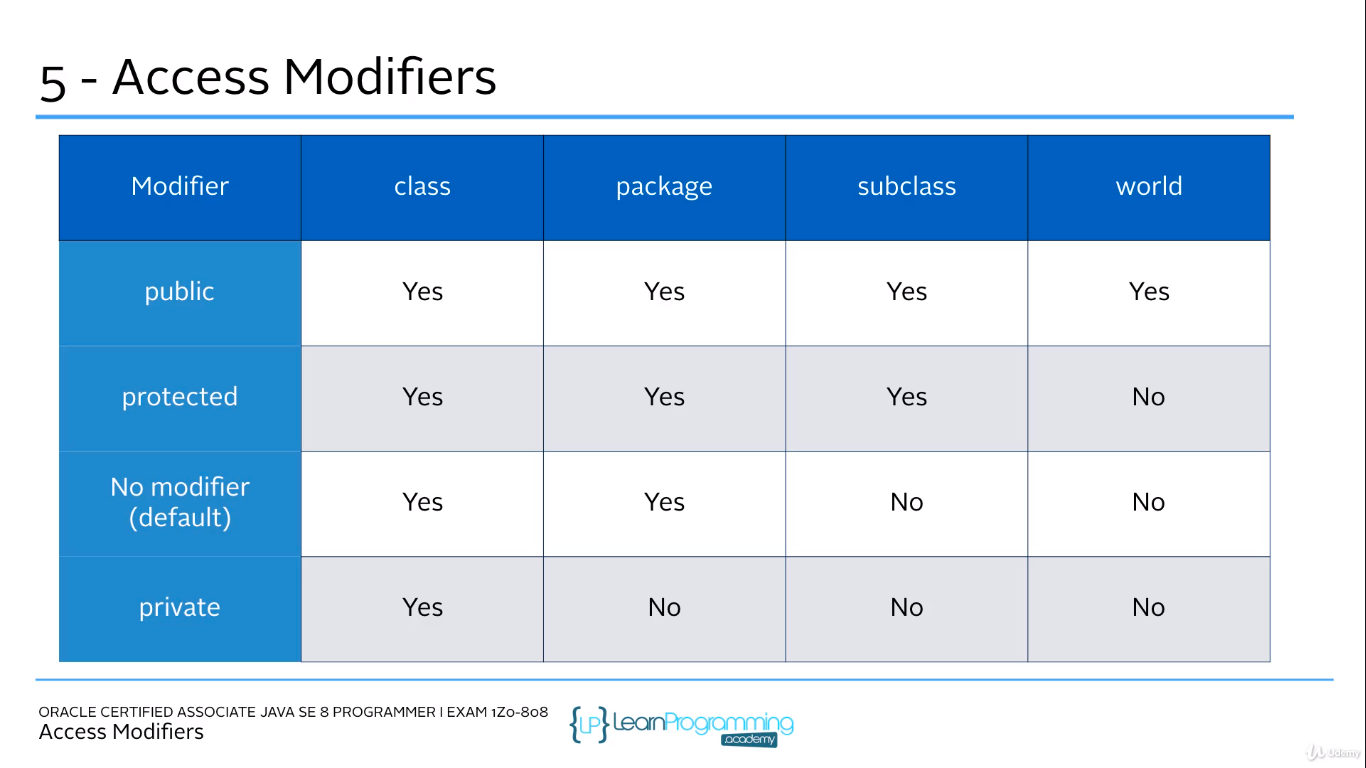 5 - Access Modifiers
Modifier class package subclass world
public Yes Yes Yes Yes
protected Yes Yes Yes No
No modifier
(default) Yes Yes No No
private Yes No No No
ORACLE CERTIFIED ASSOCIATE JAVA SE 8 PROGRAMMER I EXAM 1Z0-808
Access Modifiers
{LP} LearnProgramming
.academy
Udemy